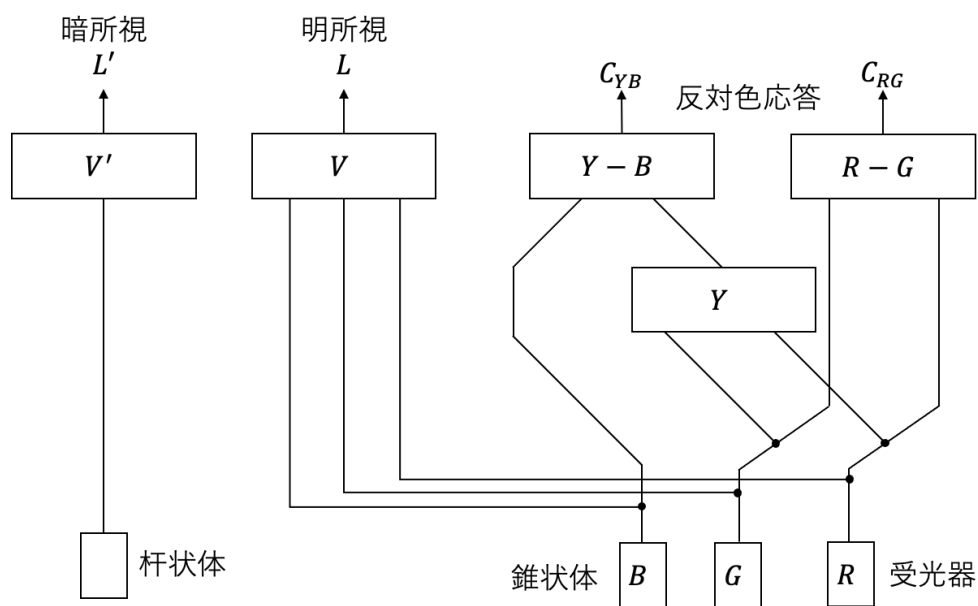 暗所視
L′
明所視
L
C_YB
反対色応答
C_RG
V′
V
Y − B
R − G
Y
杆状体
錐状体
B
G
R
受光器